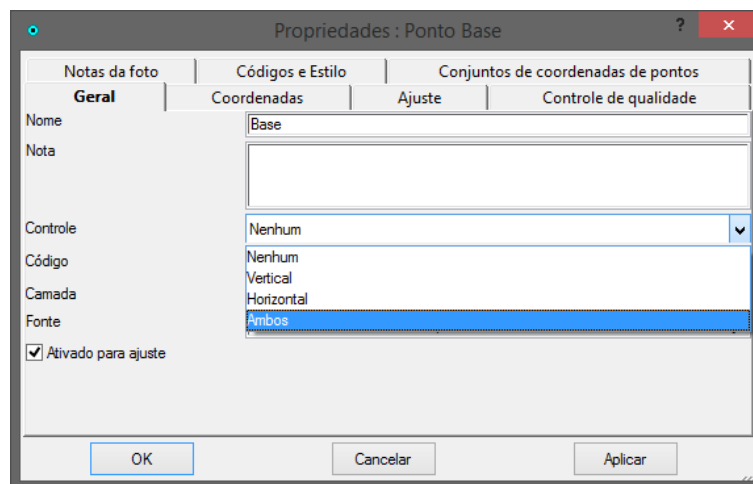 Propriedades : Ponto Base
?
Notas da foto Códigos e Estilo Conjuntos de coordenadas de pontos
Geral Coordenadas Ajuste Controle de qualidade
Nome Base
Nota
Controle Nenhum
Código Nenhum
Vertical
Camada Horizontal
Fonte Ambos
Ativado para ajuste
OK Cancelar Aplicar